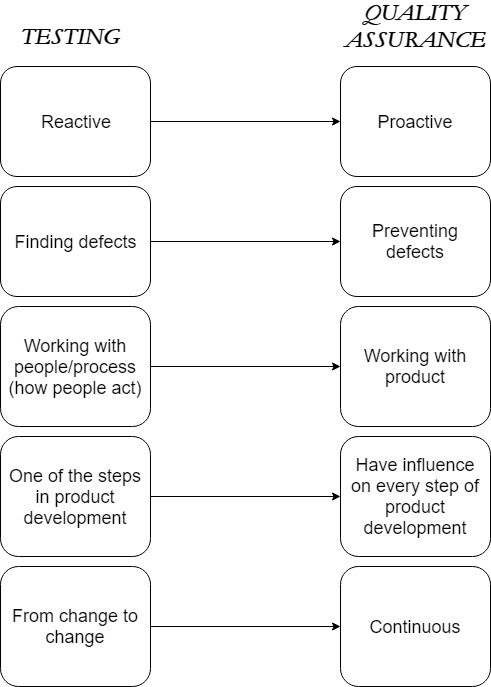 TESTING
QUALITY
ASSURANCE
Reactive
Proactive
Finding defects
Preventing
defects
Working with
people/process
(how people act)
Working with
product
One of the steps
in product
development
Have influence
on every step of
product
development
From change to
change
Continuous